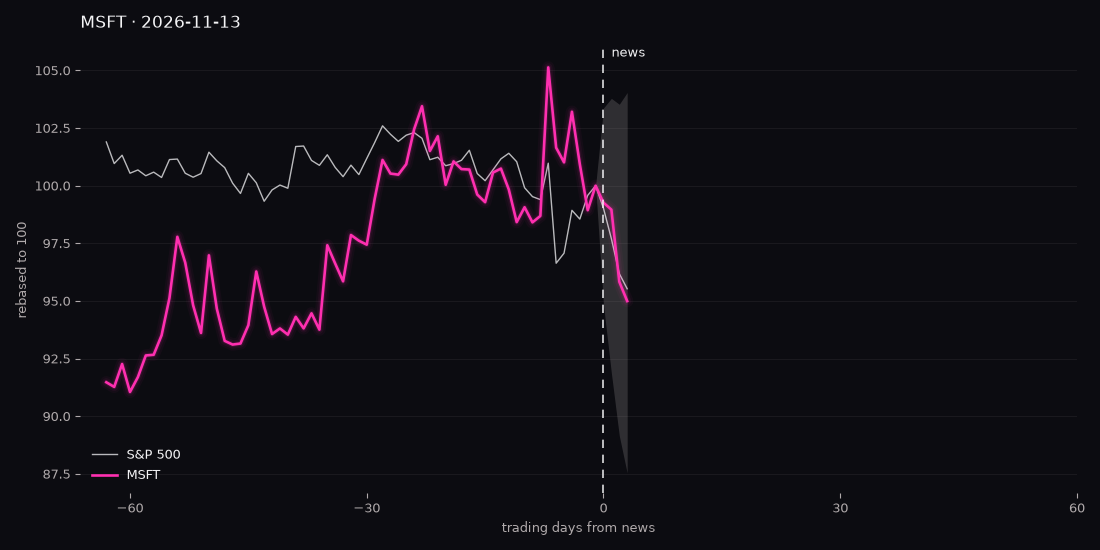 MSFT · 2026-11-13
news
105.0
102.5
100.0
97.5
95.0
92.5
90.0
87.5
rebased to 100
S&P 500
MSFT
−60
−30
0
30
60
trading days from news